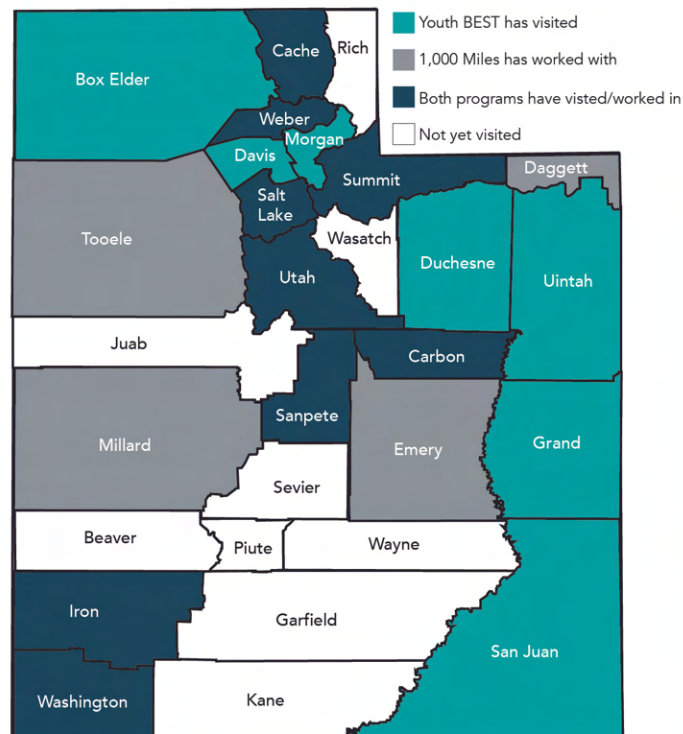 Youth BEST has visited
1,000 Miles has worked with
Both programs have visted/worked in
Not yet visited
Cache
Rich
Box Elder
Weber
Morgan
Davis
Summit
Daggett
Salt
Lake
Tooele
Wasatch
Duchesne
Uintah
Utah
Juab
Carbon
Sanpete
Millard
Emery
Grand
Sevier
Beaver
Piute
Wayne
Iron
Garfield
San Juan
Washington
Kane